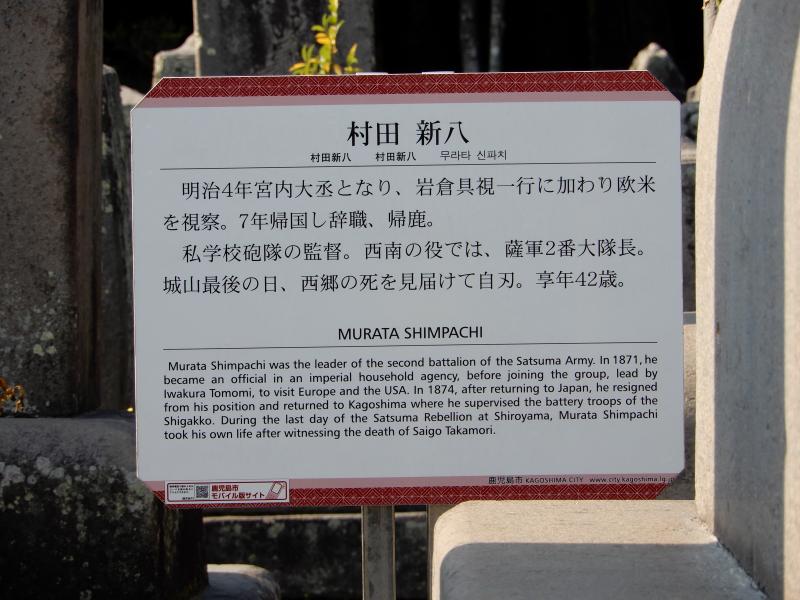 村田 新八
村田新八 村田新八 무라타 신파치
明治4年宮内大丞となり、岩倉具視一行に加わり欧米
を視察。7年帰国し辞職、帰鹿。
私学校砲隊の監督。西南の役では、薩軍2番大隊長。
城山最後の日、西郷の死を見届けて自刃。享年42歳。
MURATA SHIMPACHI
Murata Shimpachi was the leader of the second battalion of the Satsuma Army. In 1871, he
became an official in an imperial household agency, before joining the group, lead by
Iwakura Tomomi, to visit Europe and the USA. In 1874, after returning to Japan, he resigned
from his position and returned to Kagoshima where he supervised the battery troops of the
Shigakko. During the last day of the Satsuma Rebellion at Shiroyama, Murata Shimpachi
took his own life after witnessing the death of Saigo Takamori.
鹿児島市
モバイル版サイト
鹿児島市 KAGOSHIMA CITY www.city.kagoshima.lg.jp